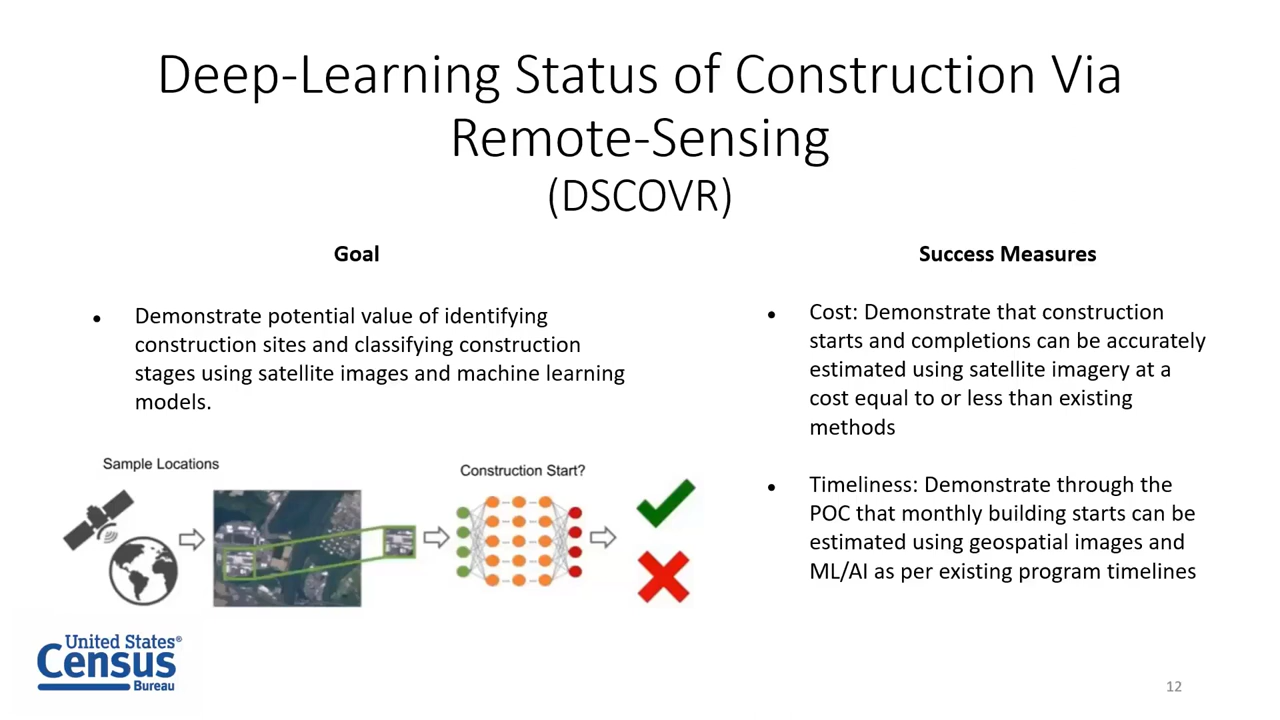 Deep-Learning Status of Construction Via
Remote-Sensing
(DSCOVR)
Goal
• Demonstrate potential value of identifying
construction sites and classifying construction
stages using satellite images and machine learning
models.
Sample Locations
Construction Start?
Success Measures
• Cost: Demonstrate that construction
starts and completions can be accurately
estimated using satellite imagery at a
cost equal to or less than existing
methods
• Timeliness: Demonstrate through the
POC that monthly building starts can be
estimated using geospatial images and
ML/AI as per existing program timelines
United States®
Census
Bureau
12